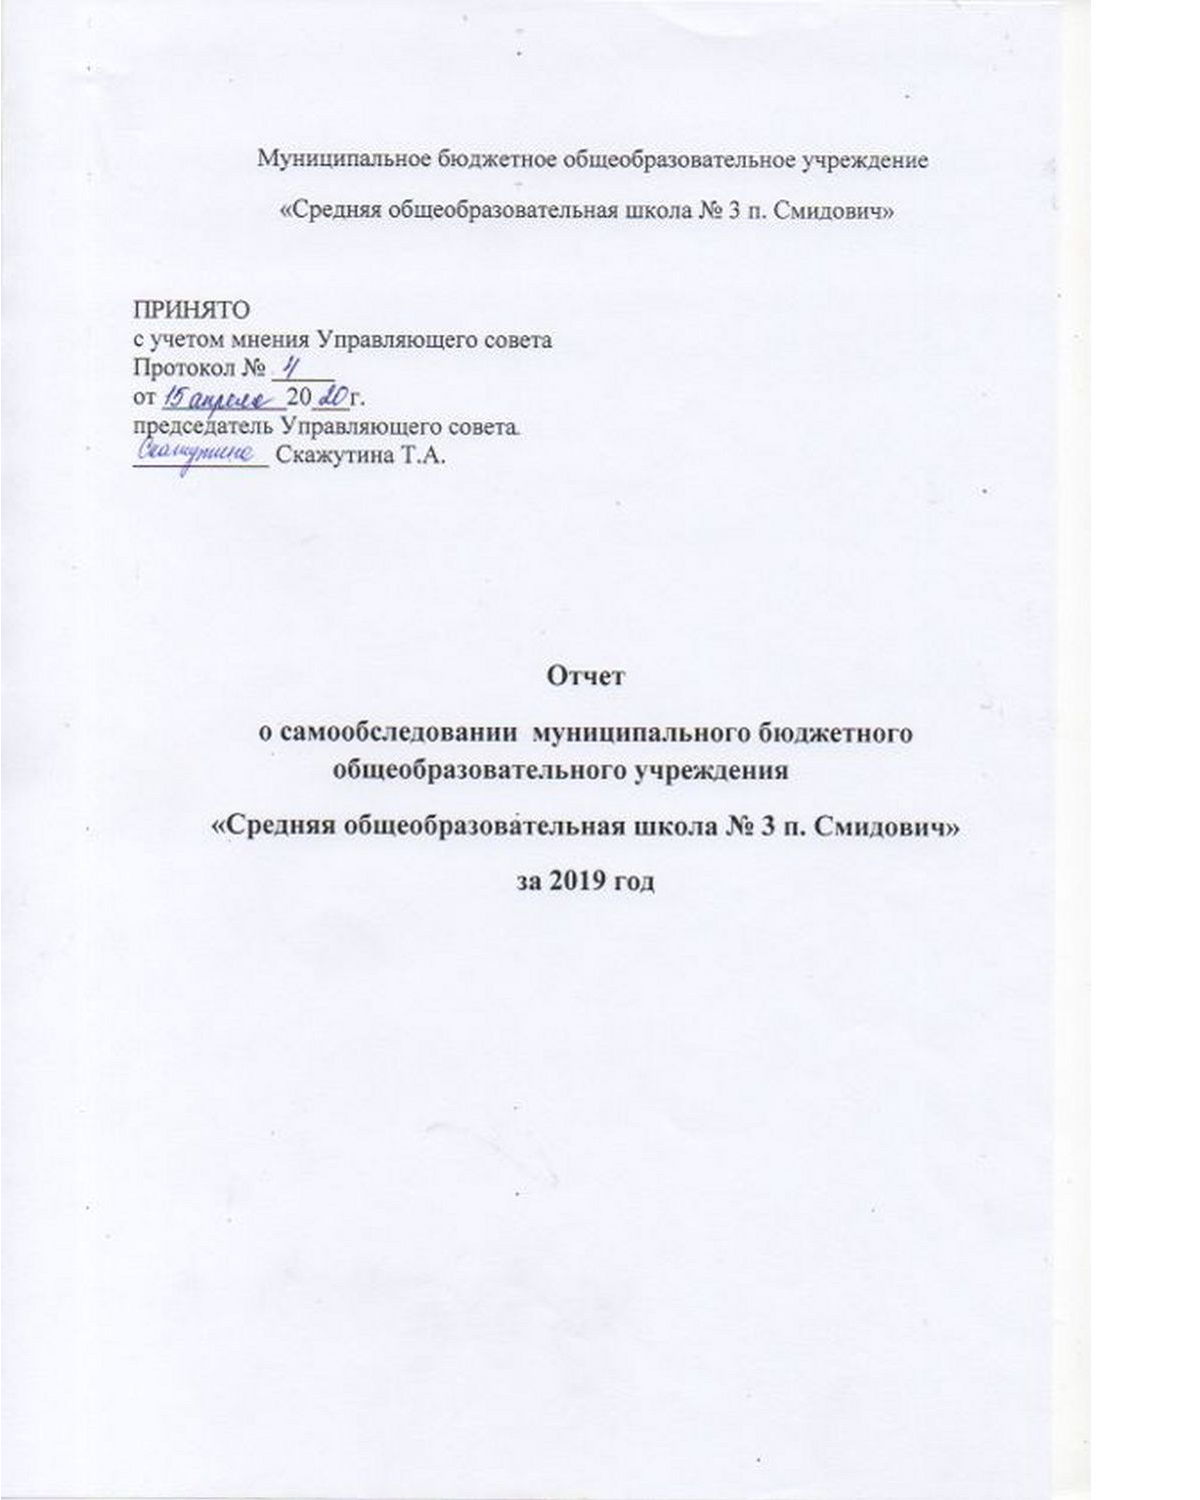 Муниципальное бюджетное общеобразовательное учреждение
«Средняя общеобразовательная школа № 3 п. Смидович»
ПРИНЯТО
с учетом мнения Управляющего совета
Протокол № 4
от 15 апреля 2020г.
председатель Управляющего совета
Скажутина Скажутина Т.А.
Отчет
о самообследовании муниципального бюджетного
общеобразовательного учреждения
«Средняя общеобразовательная школа № 3 п. Смидович»
за 2019 год